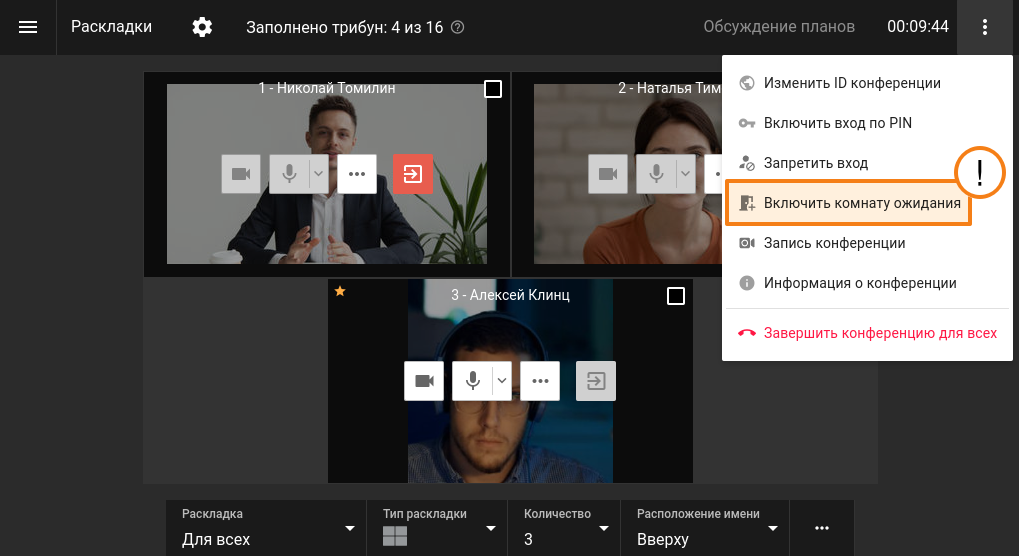 Раскладки
Заполнено трибун: 4 из 16 ?
Обсуждение планов
00:09:44
1 - Николай Томилин
2 - Наталья Тим
Изменить ID конференции
Включить вход по PIN
Запретить вход
!
Включить комнату ожидания
Запись конференции
Информация о конференции
Завершить конференцию для всех
3 - Алексей Клинц
Раскладка
Для всех
Тип раскладки
Количество
3
Расположение имени
Вверху